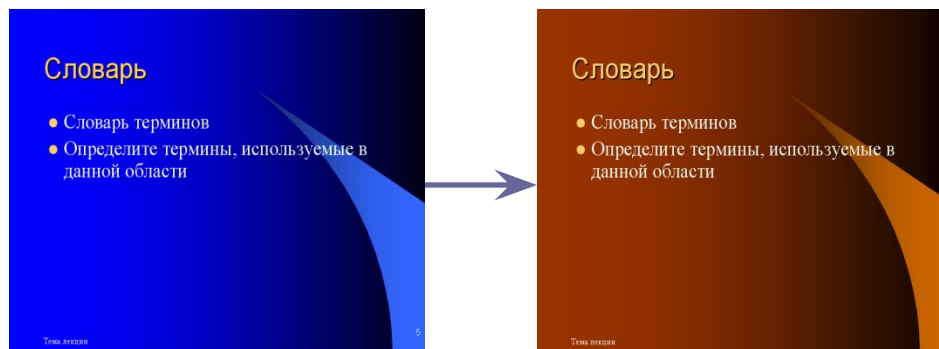 Словарь
Словарь терминов
Определите термины, используемые в
данной области
Тема лекции
5
Словарь
Словарь терминов
Определите термины, используемые в
данной области
Тема лекции